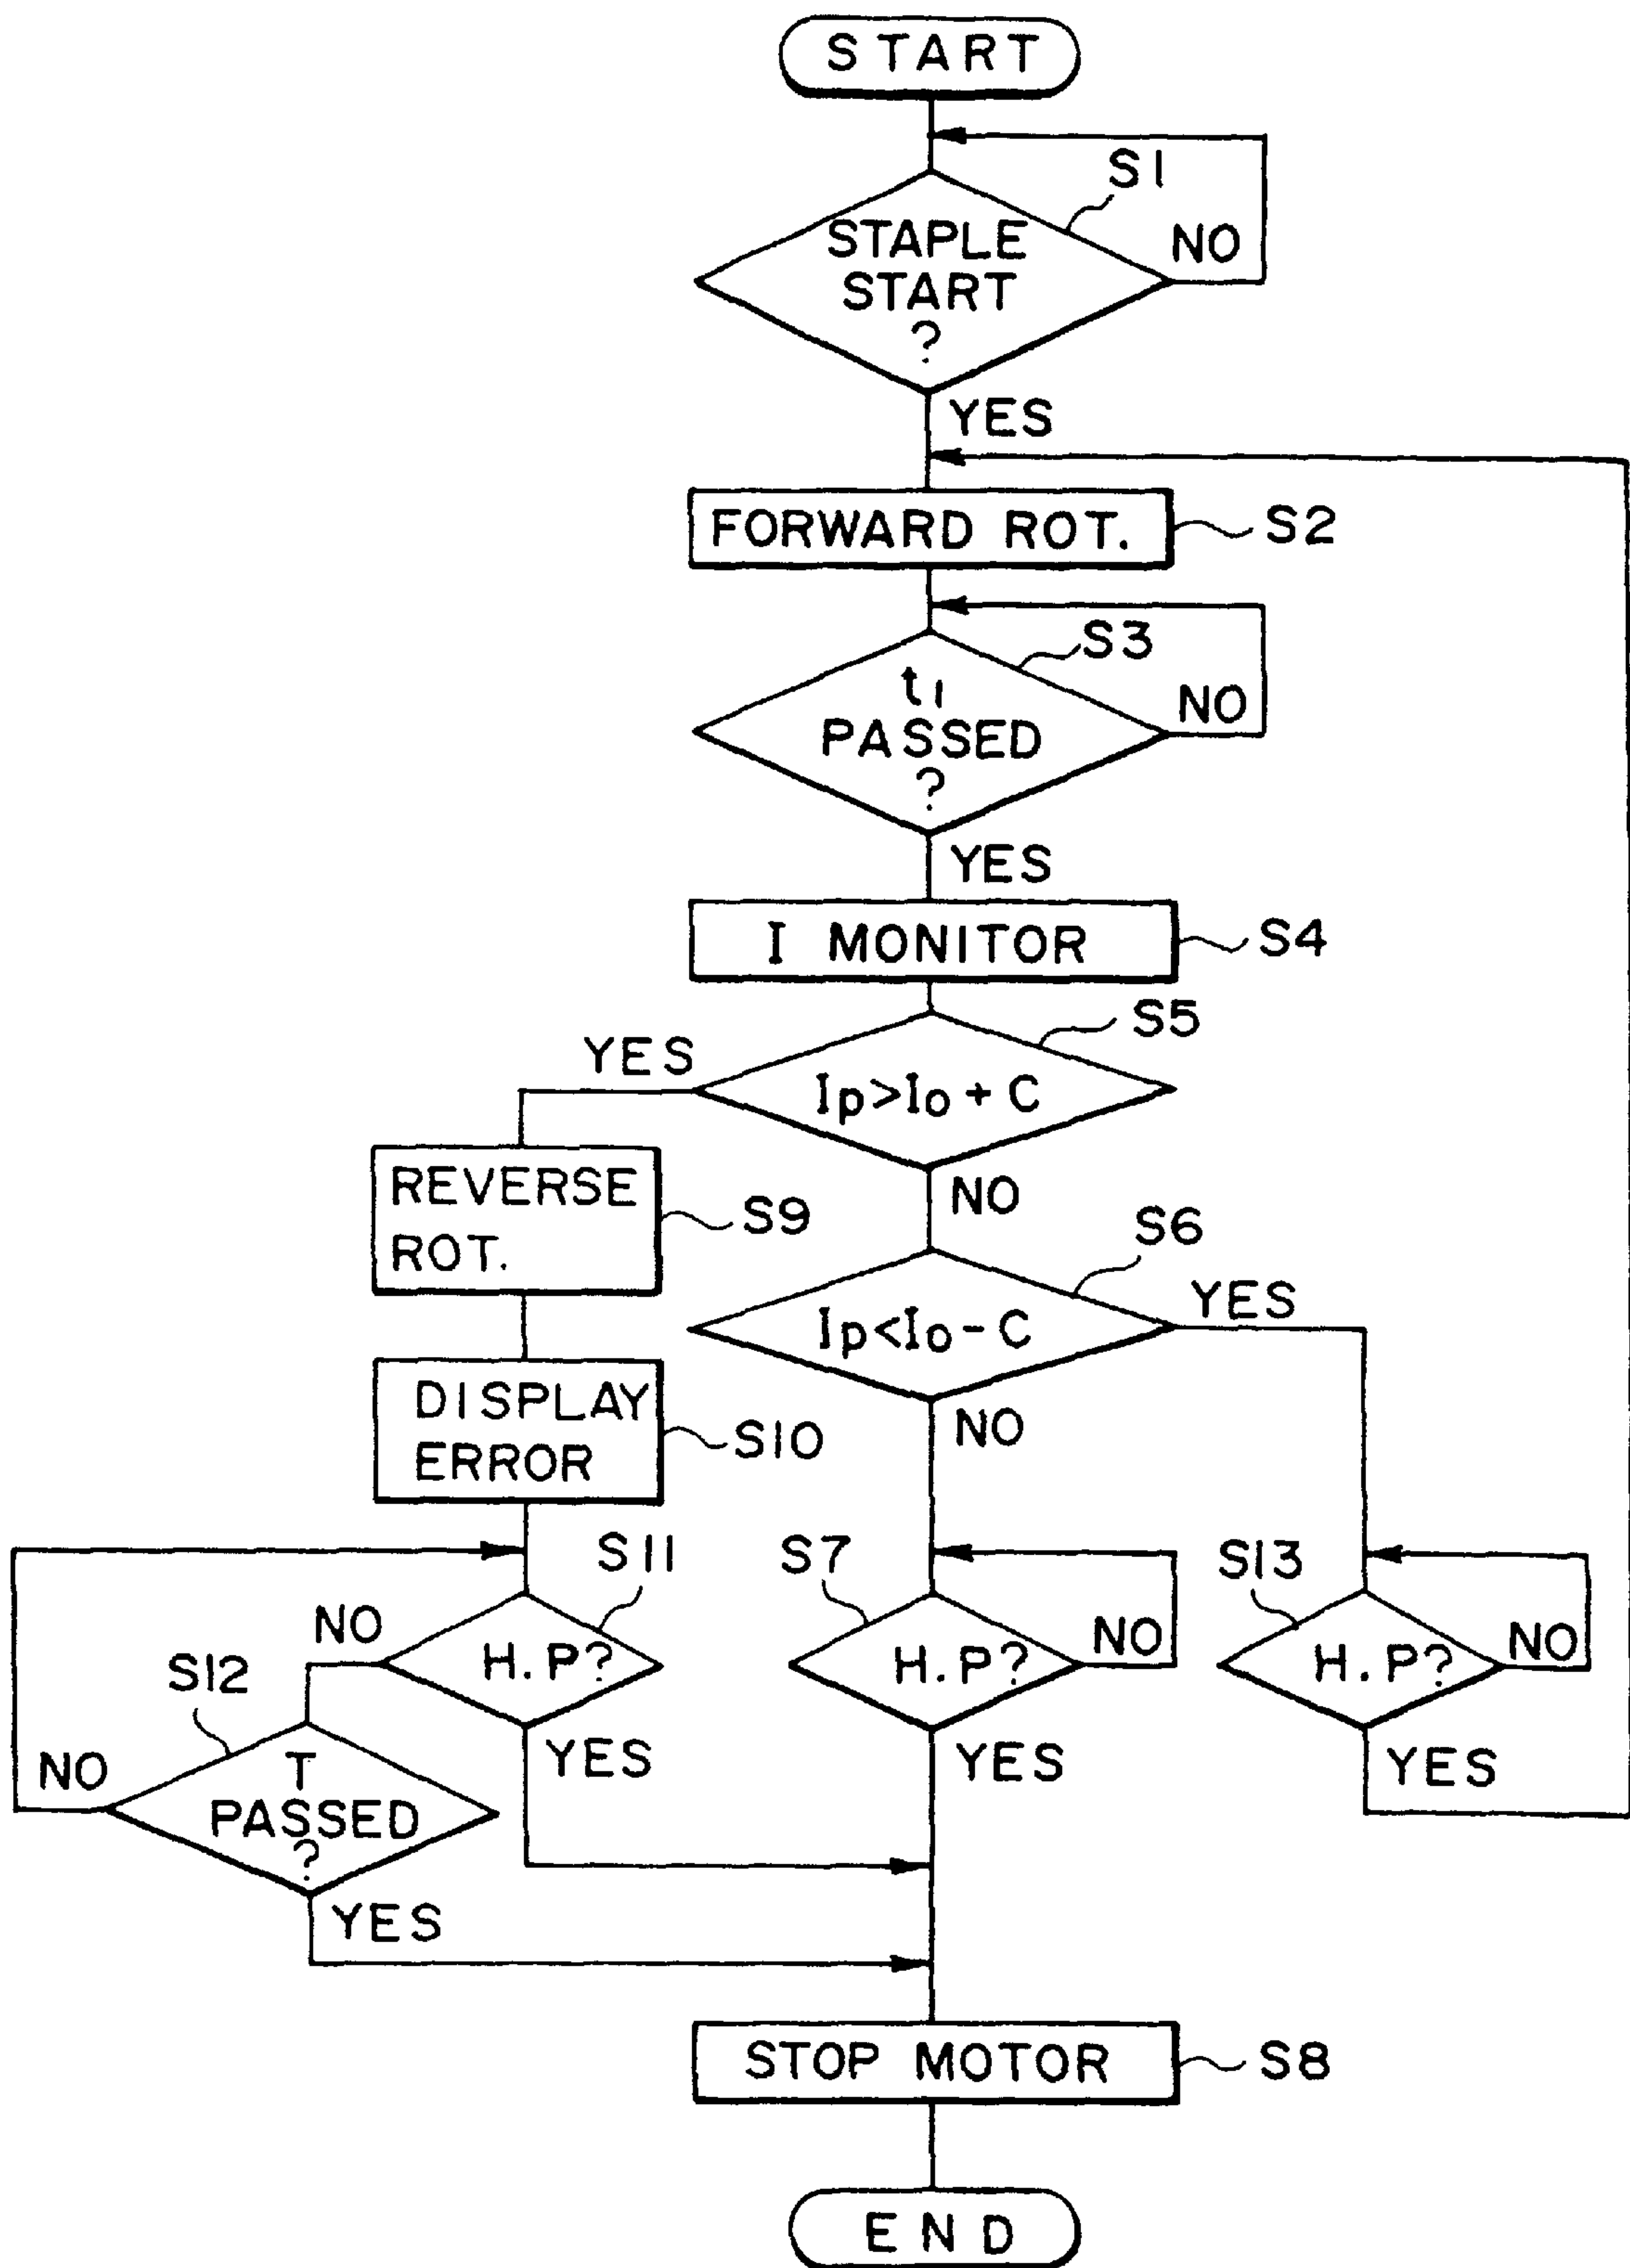 START
S1
STAPLE
START
?
NO
YES
FORWARD ROT.
S2
S3
t1
PASSED
?
NO
YES
I MONITOR
S4
S5
YES
Ip>Io + C
NO
REVERSE
ROT.
S9
S6
YES
Ip<Io - C
NO
DISPLAY
ERROR
S10
S11
NO
H.P?
YES
S12
T
PASSED
?
NO
YES
S7
H.P?
NO
YES
S13
H.P?
NO
YES
STOP MOTOR
S8
END